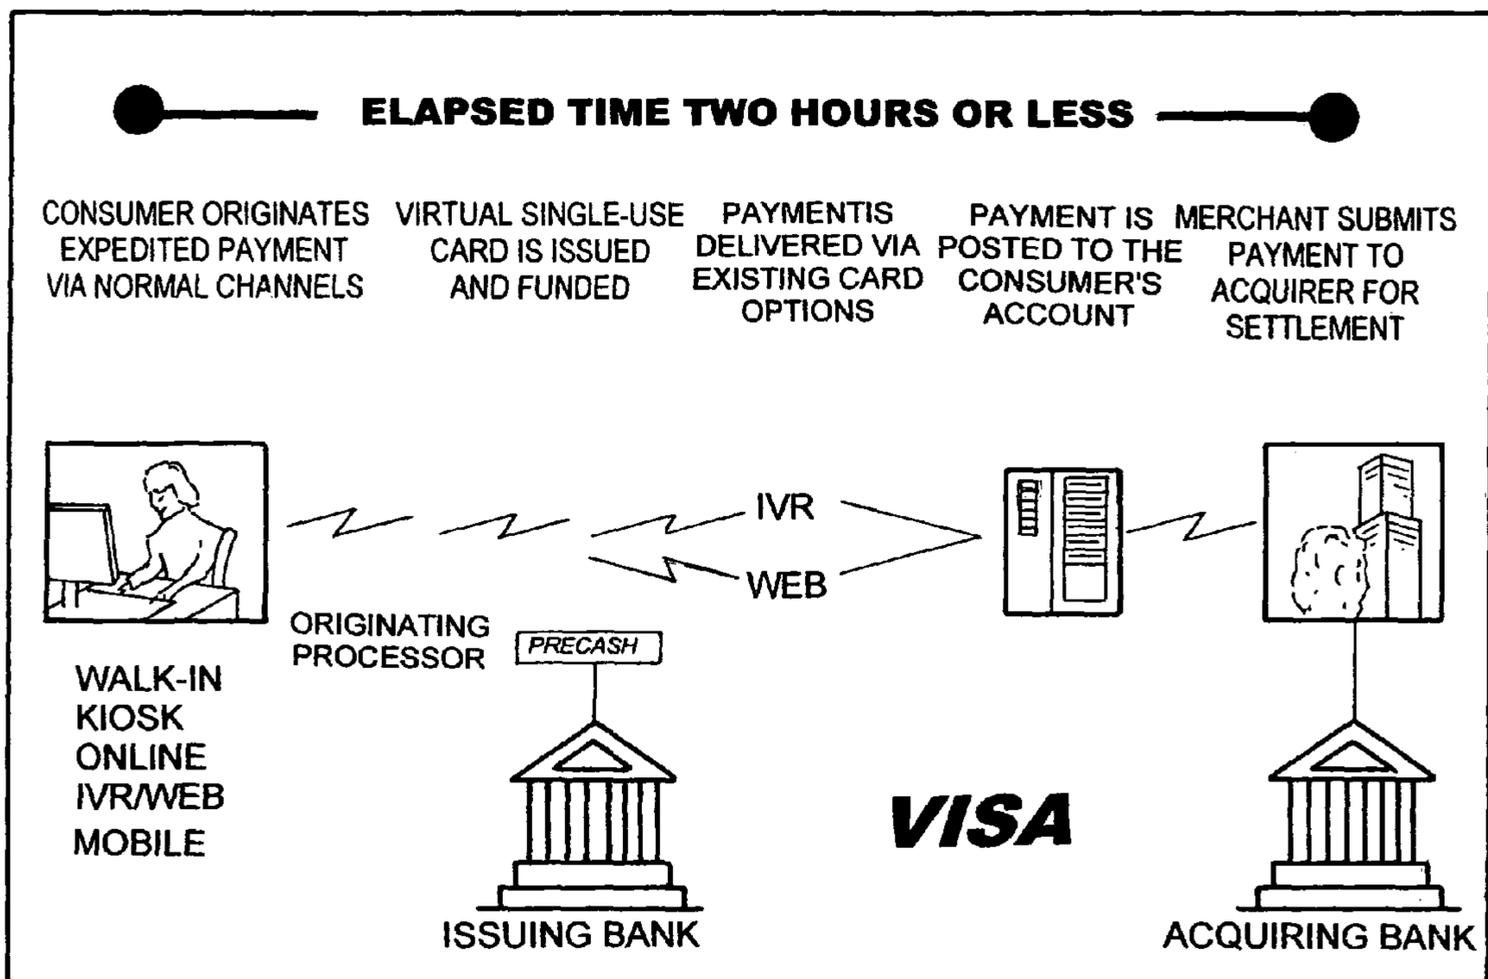 ELAPSED TIME TWO HOURS OR LESS
CONSUMER ORIGINATES
EXPEDITED PAYMENT
VIA NORMAL CHANNELS
VIRTUAL SINGLE-USE
CARD IS ISSUED
AND FUNDED
PAYMENTIS
DELIVERED VIA
EXISTING CARD
OPTIONS
PAYMENT IS
POSTED TO THE
CONSUMER'S
ACCOUNT
MERCHANT SUBMITS
PAYMENT TO
ACQUIRER FOR
SETTLEMENT
IVR
WEB
ORIGINATING
PROCESSOR
PRECASH
WALK-IN
KIOSK
ONLINE
IVR/WEB
MOBILE
VISA
ISSUING BANK
ACQUIRING BANK